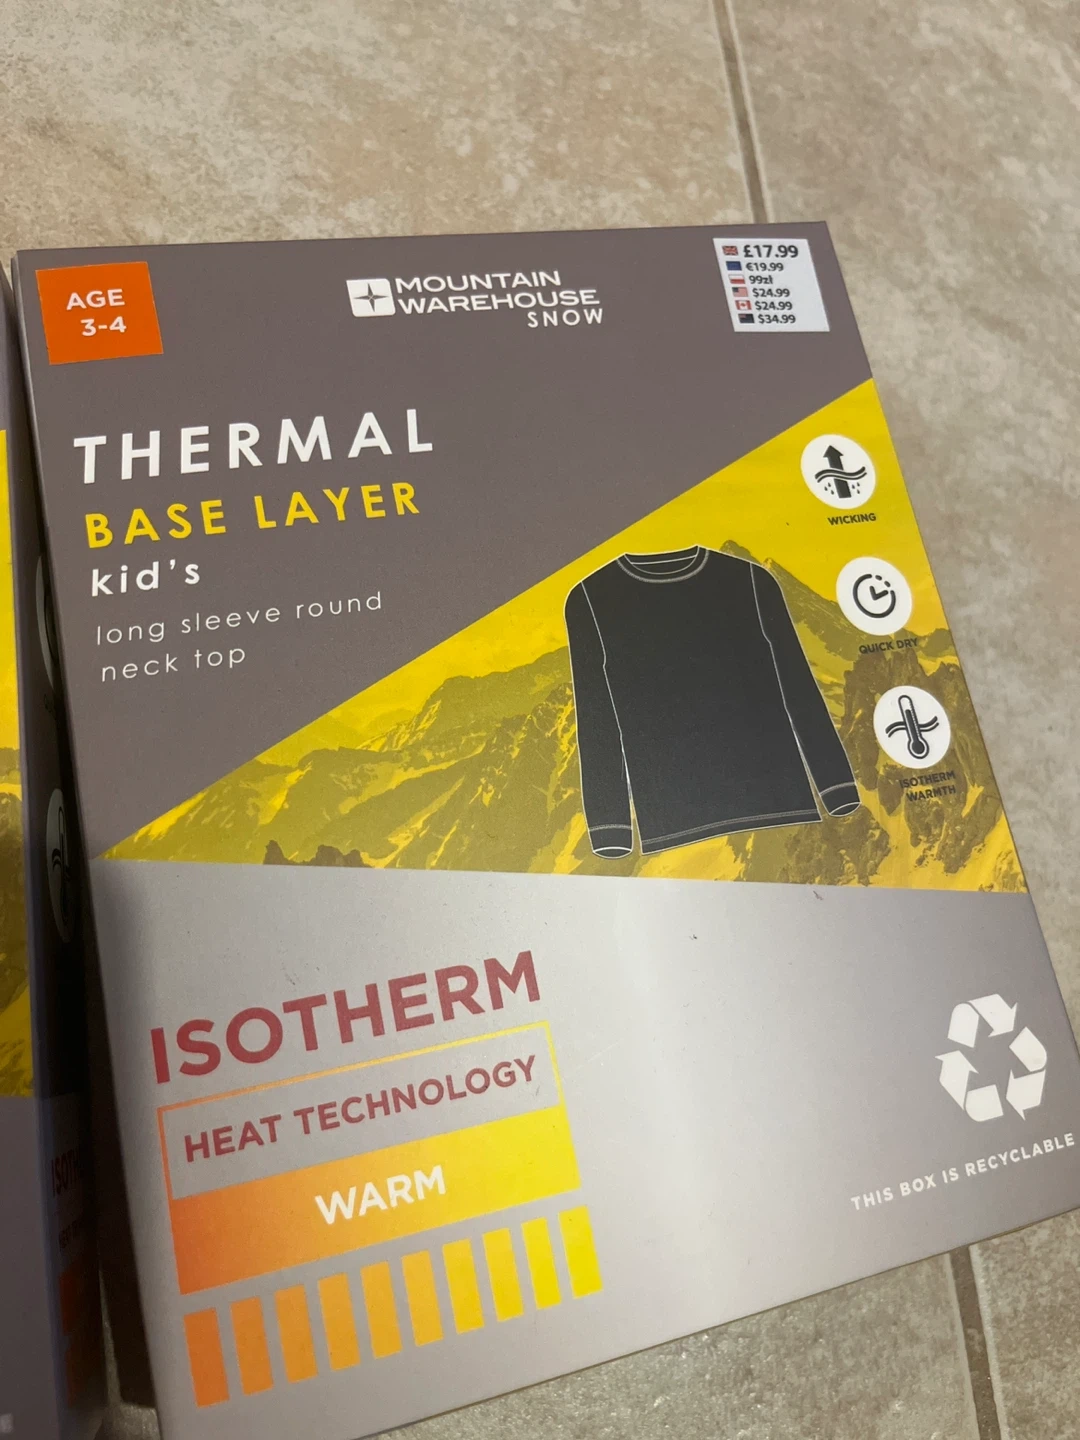 AGE
3-4
MOUNTAIN
WAREHOUSE
SNOW
£17.99
€19.99
99zł
$24.99
$24.99
$34.99
THERMAL
BASE LAYER
kid's
long sleeve round
neck top
WICKING
QUICK DRY
ISOTHERM
WARMTH
ISOTHERM
HEAT TECHNOLOGY
WARM
THIS BOX IS RECYCLABLE